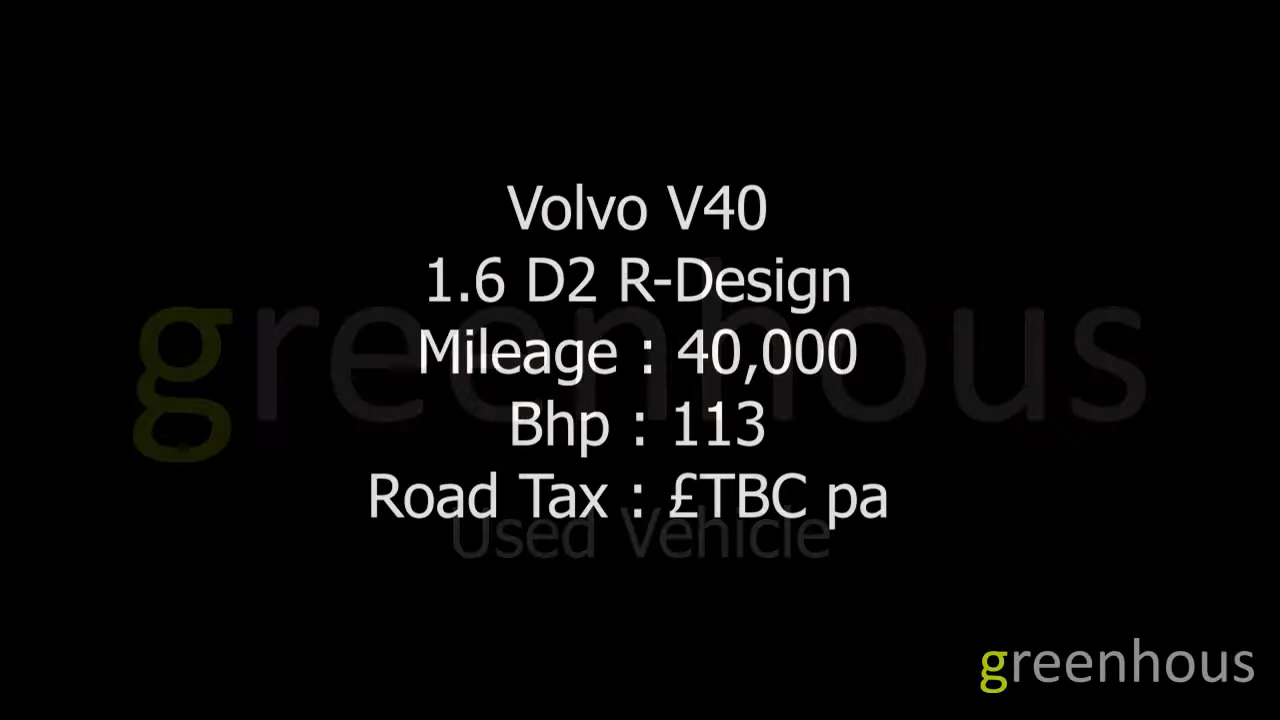 Volvo V40
1.6 D2 R-Design
greenhous
Mileage : 40,000
Bhp : 113
Road Tax : £TBC pa
Used Vehicle
greenhous